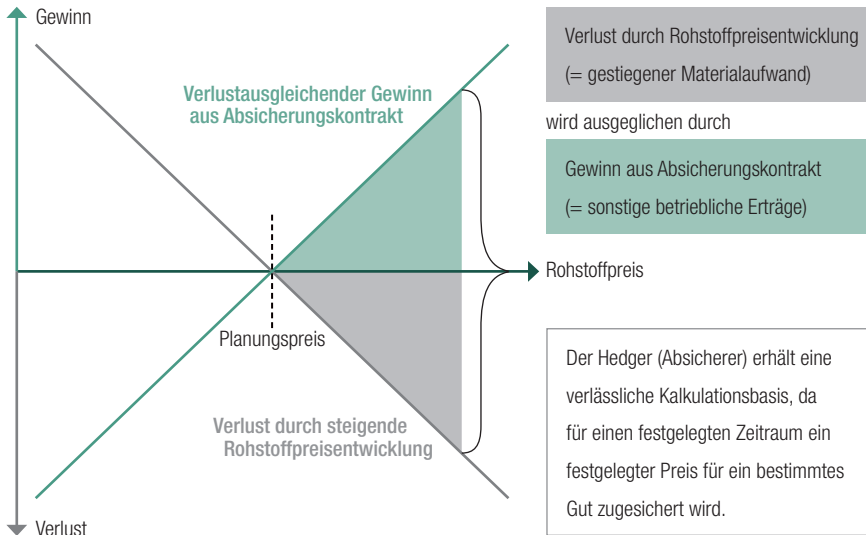 Gewinn
Verlustausgleichender Gewinn
aus Absicherungskontrakt
Planungspreis
Verlust durch steigende
Rohstoffpreisentwicklung
Verlust
Rohstoffpreis
Verlust durch Rohstoffpreisentwicklung
(= gestiegener Materialaufwand)
wird ausgeglichen durch
Gewinn aus Absicherungskontrakt
(= sonstige betriebliche Erträge)
Der Hedger (Absicherer) erhält eine
verlässliche Kalkulationsbasis, da
für einen festgelegten Zeitraum ein
festgelegter Preis für ein bestimmtes
Gut zugesichert wird.